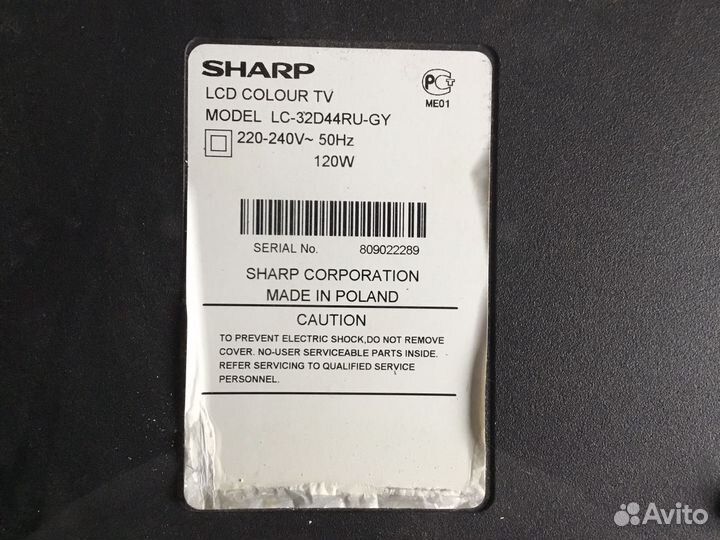 SHARP
LCD COLOUR TV
MODEL LC-32D44RU-GY
220-240V~ 50Hz
120W
PCT
ME01
SERIAL No. 809022289
SHARP CORPORATION
MADE IN POLAND
CAUTION
TO PREVENT ELECTRIC SHOCK,DO NOT REMOVE
COVER. NO-USER SERVICEABLE PARTS INSIDE.
REFER SERVICING TO QUALIFIED SERVICE
PERSONNEL.
Avito